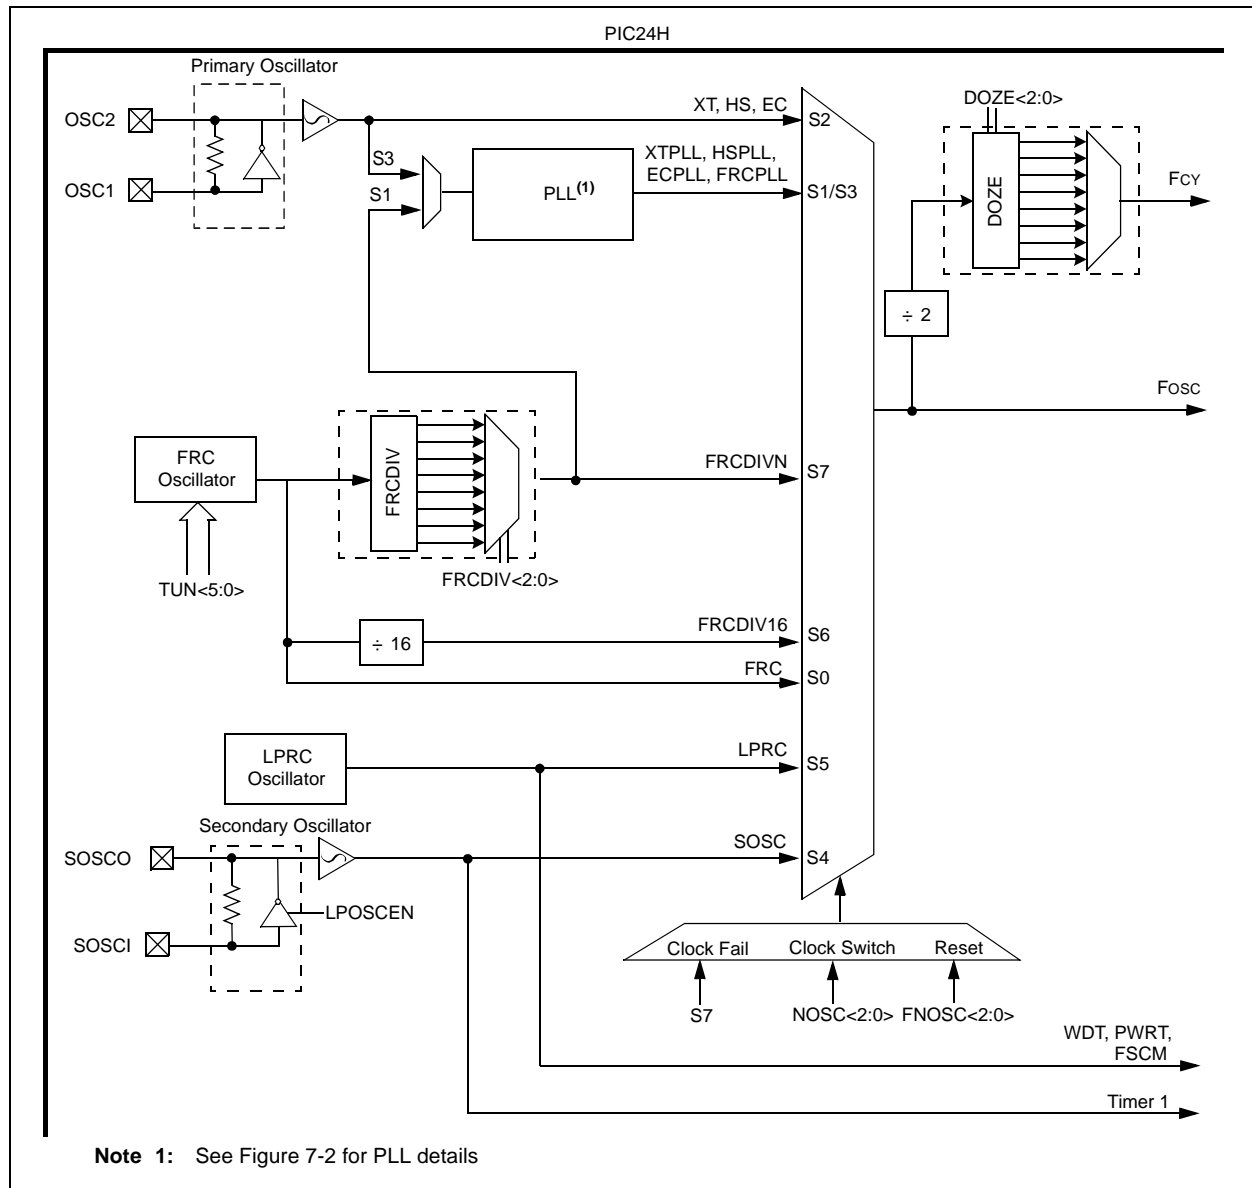 PIC24H
Primary Oscillator
OSC2
OSC1
S3
S1
PLL(1)
XT, HS, EC
XTPLL, HSPLL,
ECPLL, FRCPLL
S2
S1/S3
DOZE<2:0>
DOZE
FCY
÷ 2
FOSC
FRC
Oscillator
TUN<5:0>
FRCDIV
FRCDIV<2:0>
FRCDIVN
S7
÷ 16
FRCDIV16
S6
FRC
S0
LPRC
Oscillator
LPRC
S5
Secondary Oscillator
SOSCO
SOSCI
LPOSCEN
SOSC
S4
Clock Fail
Clock Switch
Reset
S7
NOSC<2:0>
FNOSC<2:0>
WDT, PWRT,
FSCM
Timer 1
Note 1: See Figure 7-2 for PLL details